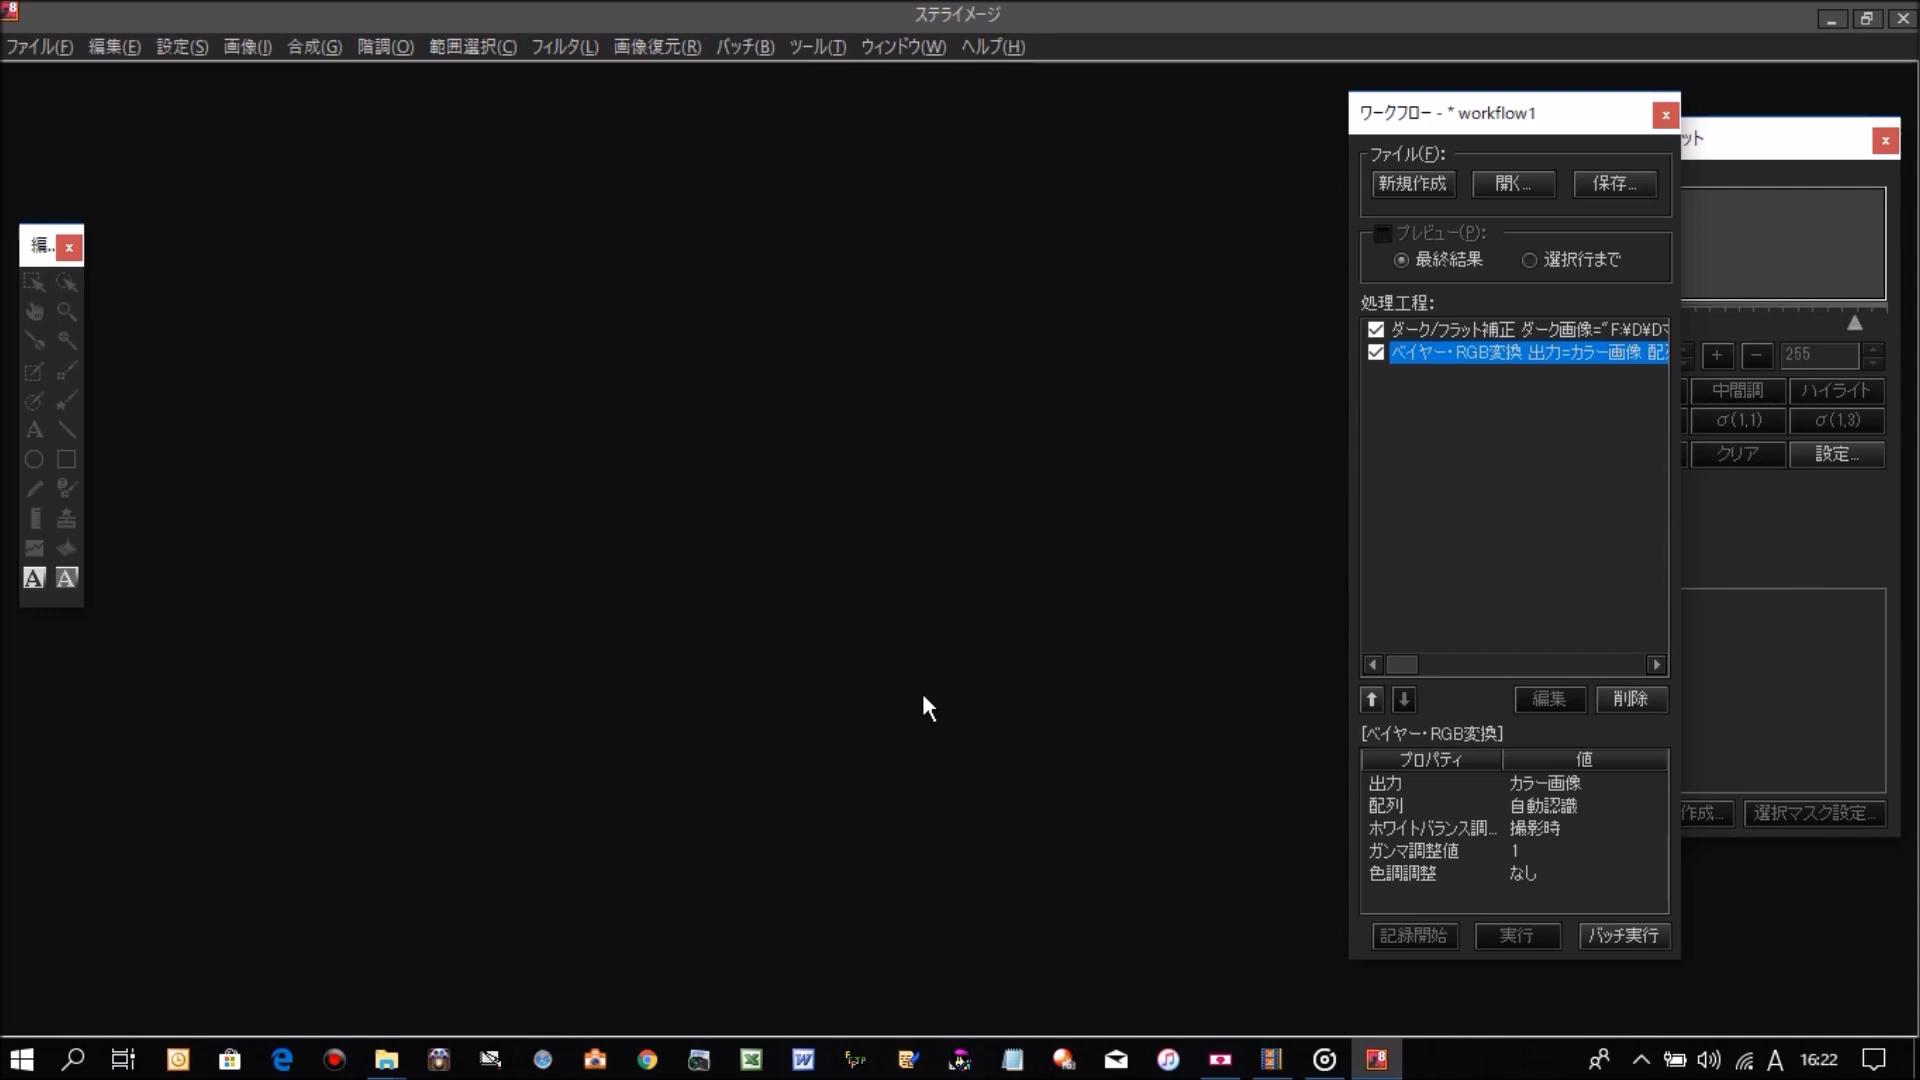 ステライメージ
ファイル(F) 編集(E) 設定(S) 画像(I) 合成(G) 階調(O) 範囲選択(C) フィルタ(L) 画像復元(R) バッチ(B) ツール(T) ウィンドウ(W) ヘルプ(H)
ワークフロー - * workflow1
ット
ファイル(F):
新規作成 開く... 保存...
プレビュー(P):
最終結果 選択行まで
編..
処理工程:
ダーク/フラット補正 ダーク画像="F:¥D¥Dマ
ベイヤー・RGB変換 出力=カラー画像 配列
+ − 255
中間調 ハイライト
σ(1,1) σ(1,3)
クリア 設定...
編集 削除
[ベイヤー・RGB変換]
プロパティ 値
出力 カラー画像
配列 自動認識
ホワイトバランス調... 撮影時
ガンマ調整値 1
色調調整 なし
作成... 選択マスク設定...
記録開始 実行 バッチ実行
A 16:22